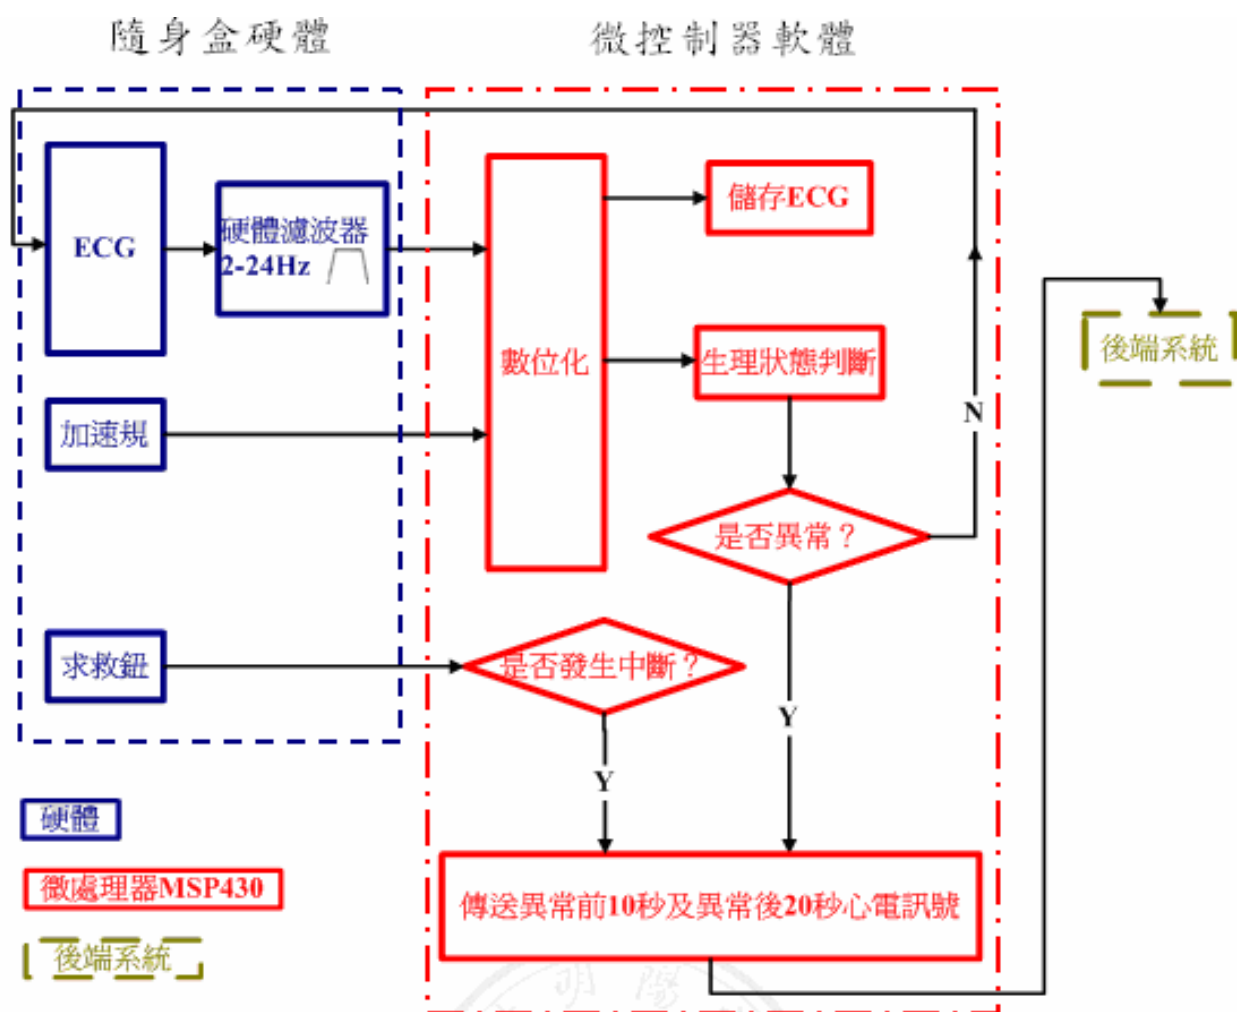 隨身盒硬體
微控制器軟體
ECG
硬體濾波器
2-24Hz
加速規
求救鈕
數位化
儲存ECG
生理狀態判斷
是否異常？
N
Y
是否發生中斷？
Y
傳送異常前10秒及異常後20秒心電訊號
後端系統
硬體
微處理器MSP430
後端系統
明陽